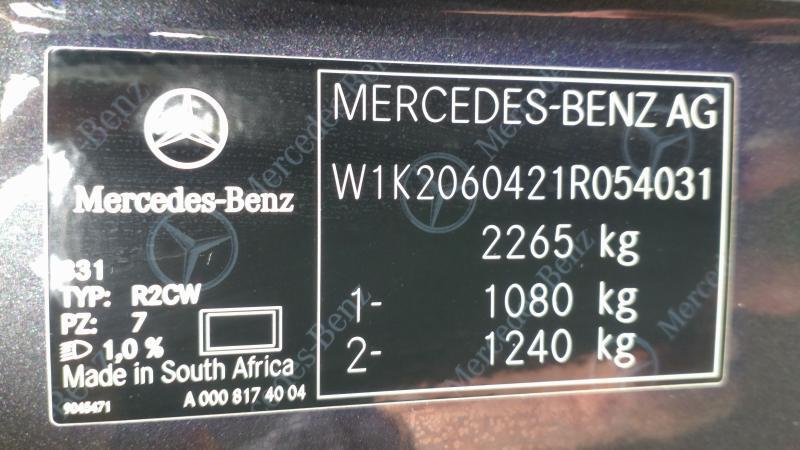 Mercedes-Benz
TYP: R2CW
PZ: 7
1,0 %
Made in South Africa
A 000 817 40 04
MERCEDES-BENZ AG
W1K2060421R054031
2265 kg
1- 1080 kg
2- 1240 kg